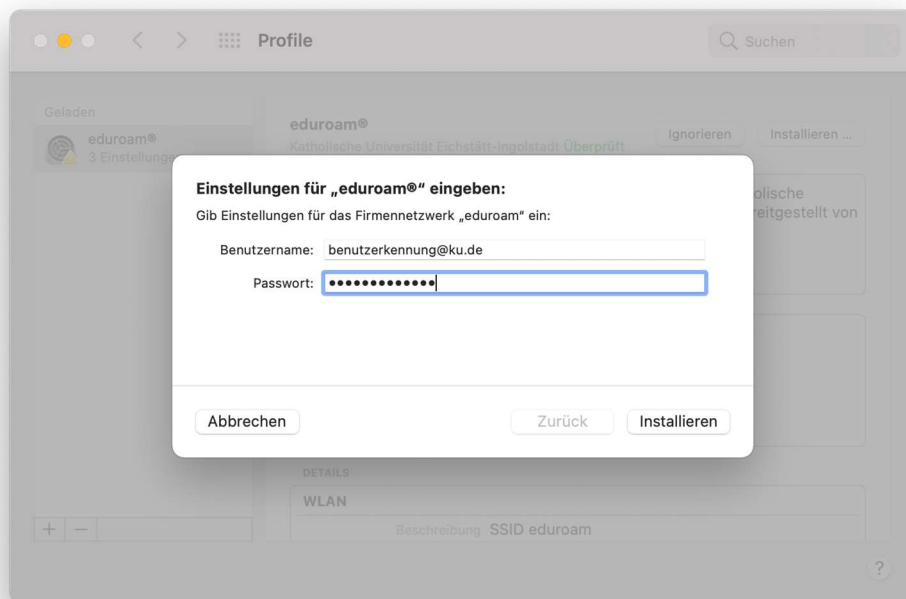 Profile
Suchen
Geladen
eduroam®
3 Einstellunge
eduroam®
Katholische Universität Eichstätt-Ingolstadt Überprüft
Ignorieren
Installieren ...
olische
eitgestellt von
Einstellungen für „eduroam®“ eingeben:
Gib Einstellungen für das Firmennetzwerk „eduroam“ ein:
Benutzername: benutzerkennung@ku.de
Passwort: •••••••••••••
Abbrechen
Zurück
Installieren
DETAILS
WLAN
Beschreibung SSID eduroam
?